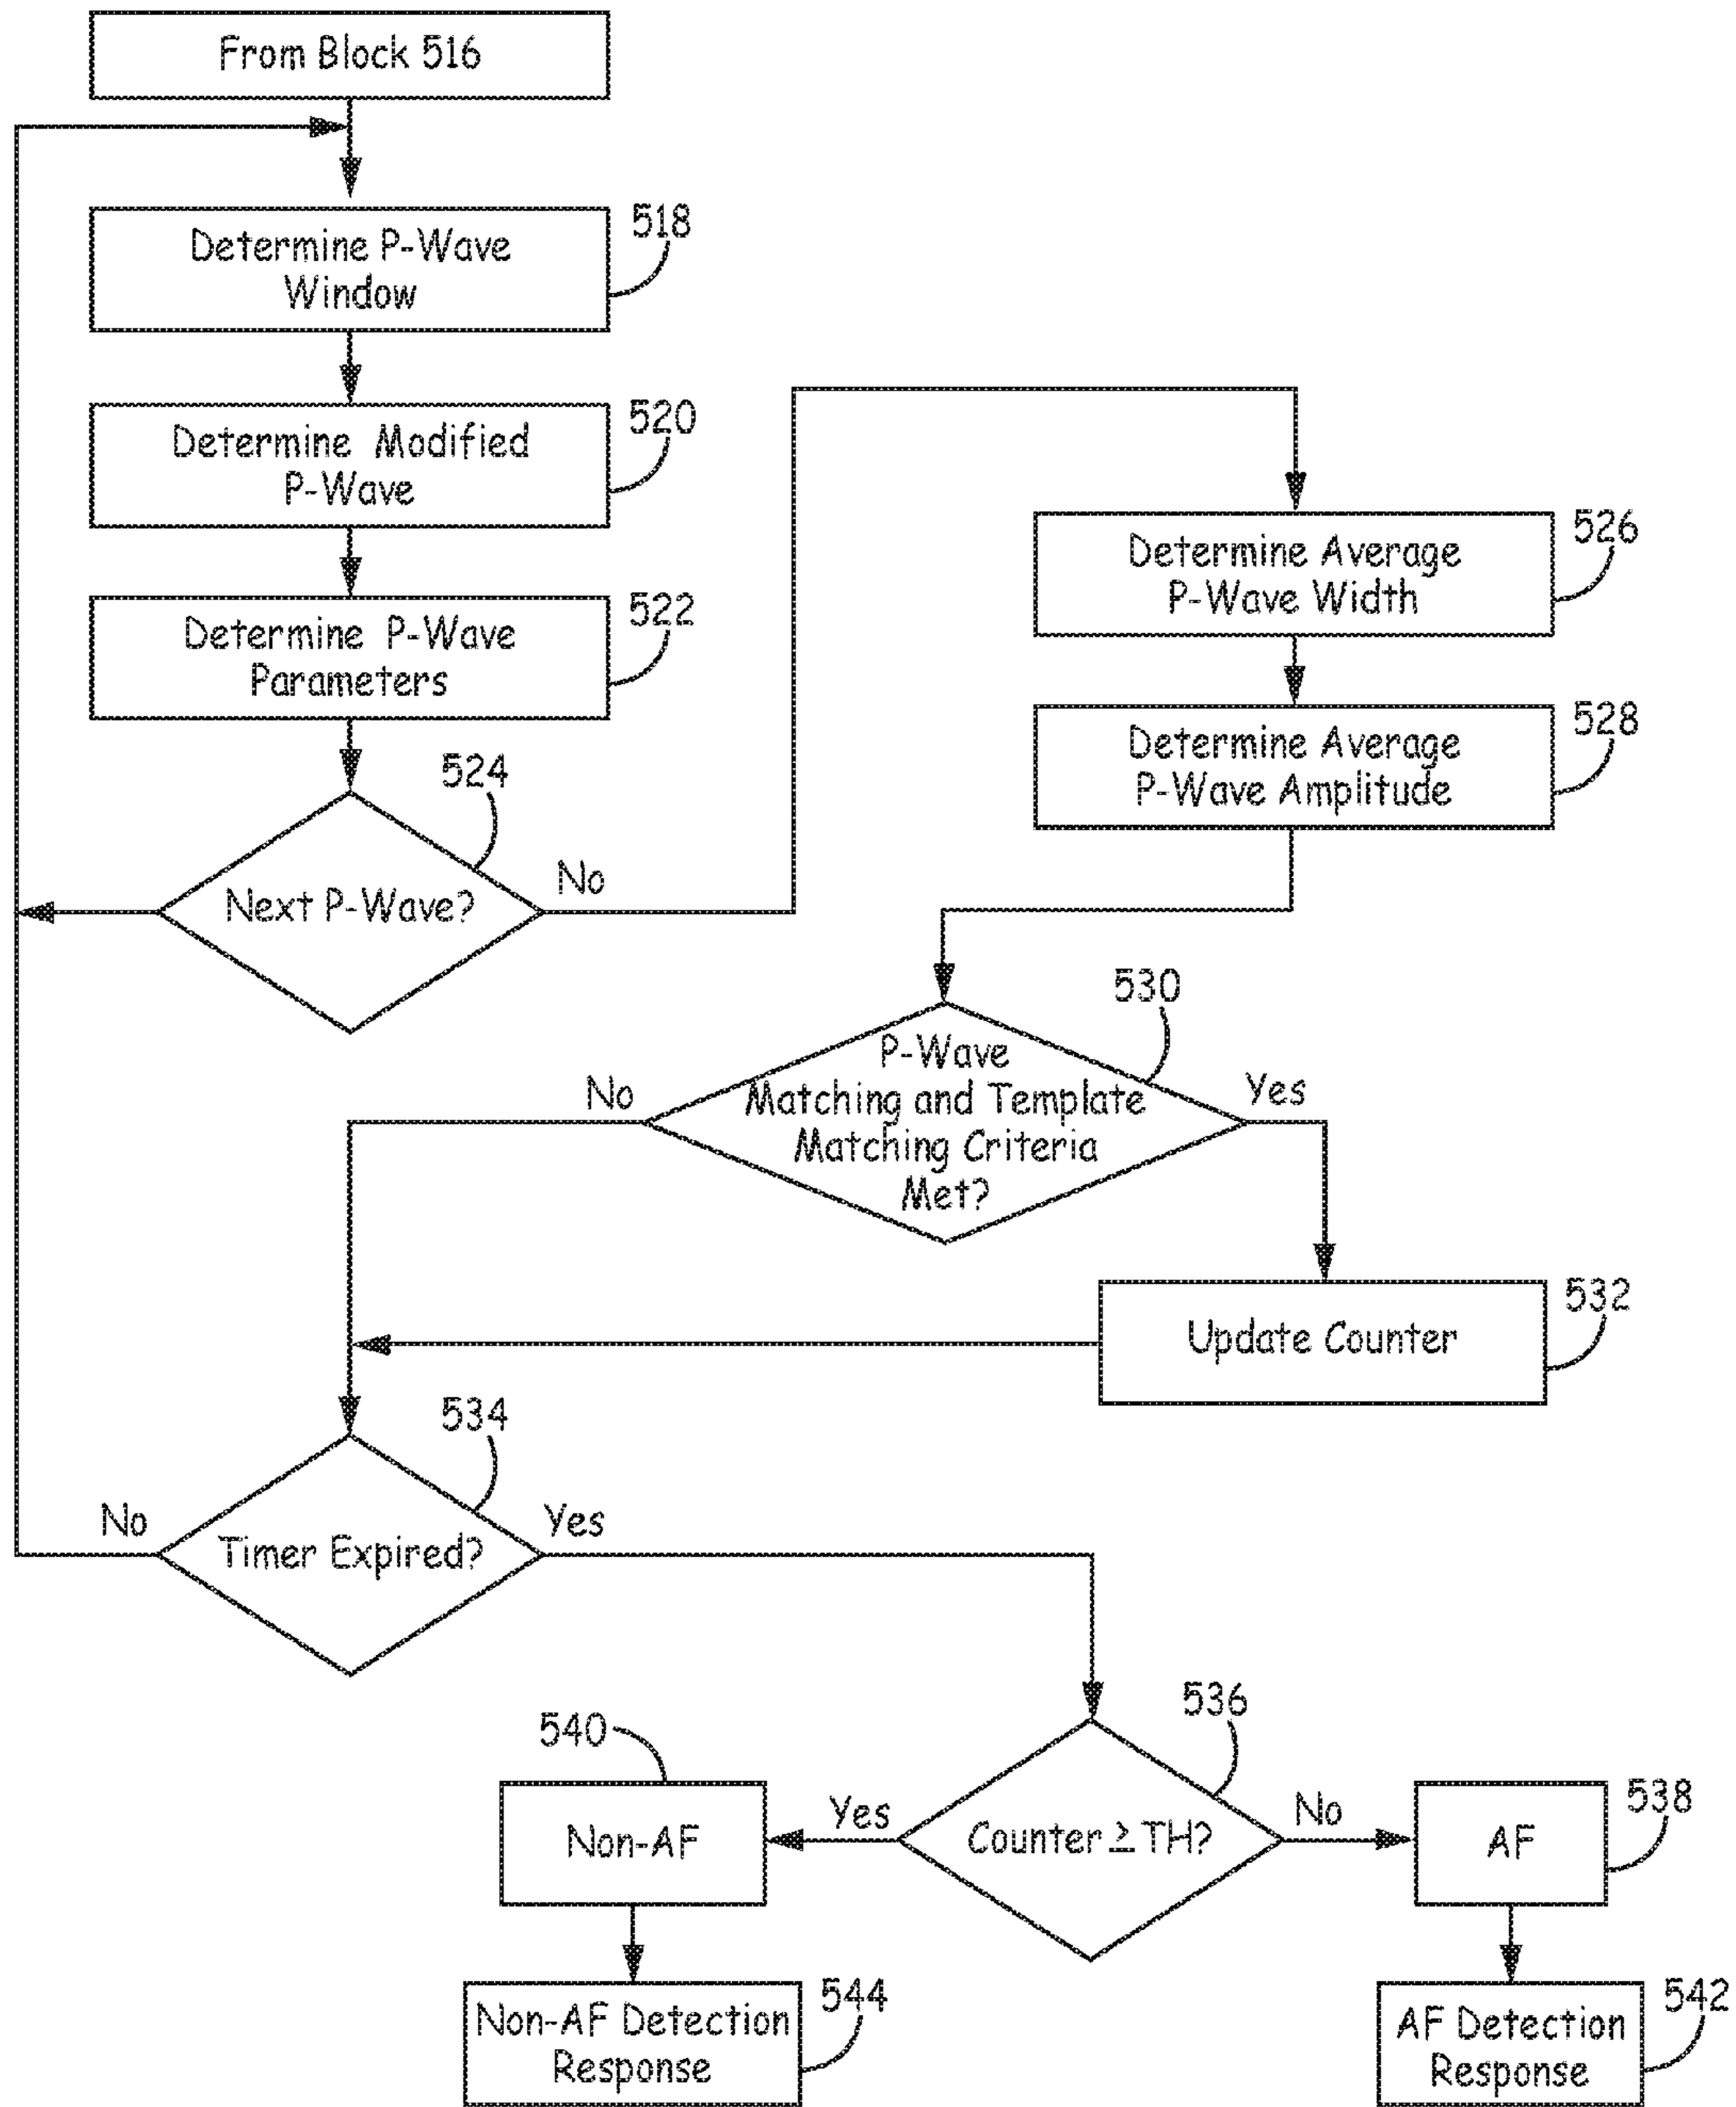 From Block 516
Determine P-Wave
Window
518
Determine Modified
P-Wave
520
Determine P-Wave
Parameters
522
524
Next P-Wave?
No
Determine Average
P-Wave Width
526
Determine Average
P-Wave Amplitude
528
530
P-Wave
Matching and Template
Matching Criteria
Met?
No
Yes
Update Counter
532
534
Timer Expired?
No
Yes
536
Counter ≥ TH?
Yes
No
540
Non-AF
AF
538
Non-AF Detection
Response
544
AF Detection
Response
542